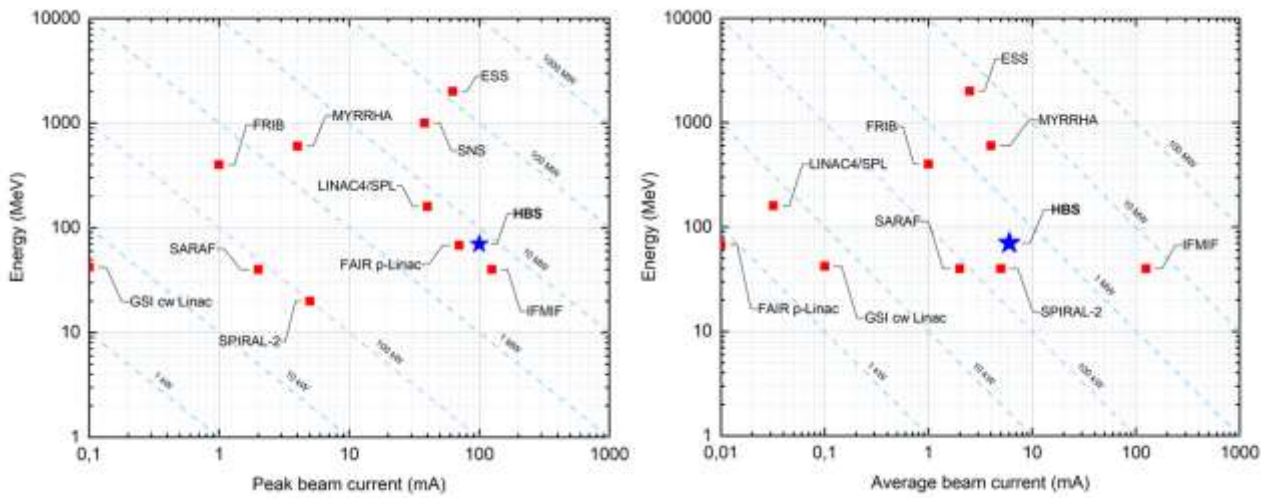 10000
1000
100
10
1
Energy (MeV)
0,1
1
10
100
1000
Peak beam current (mA)
ESS
MYRRHA
FRIB
SNS
LINAC4/SPL
HBS
SARAF
FAIR p-Linac
GSI cw Linac
IFMIF
SPIRAL-2
1000 MW
100 MW
10 MW
1 MW
100 kW
10 kW
1 kW
10000
1000
100
10
1
Energy (MeV)
0,01
0,1
1
10
100
1000
Average beam current (mA)
ESS
FRIB
MYRRHA
LINAC4/SPL
SARAF
HBS
IFMIF
FAIR p-Linac
GSI cw Linac
SPIRAL-2
100 MW
10 MW
1 MW
100 kW
10 kW
1 kW